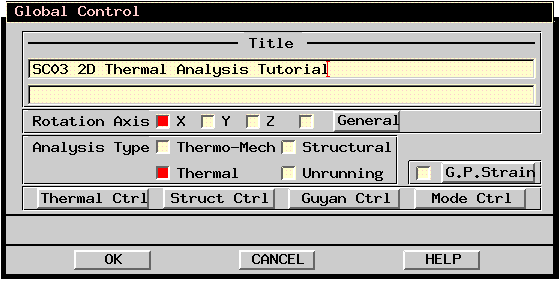 Global Control
Title
SC03 2D Thermal Analysis Tutorial
Rotation Axis X Y Z General
Analysis Type Thermo-Mech Structural
Thermal Unrunning G.P.Strain
Thermal Ctrl Struct Ctrl Guyan Ctrl Mode Ctrl
OK CANCEL HELP